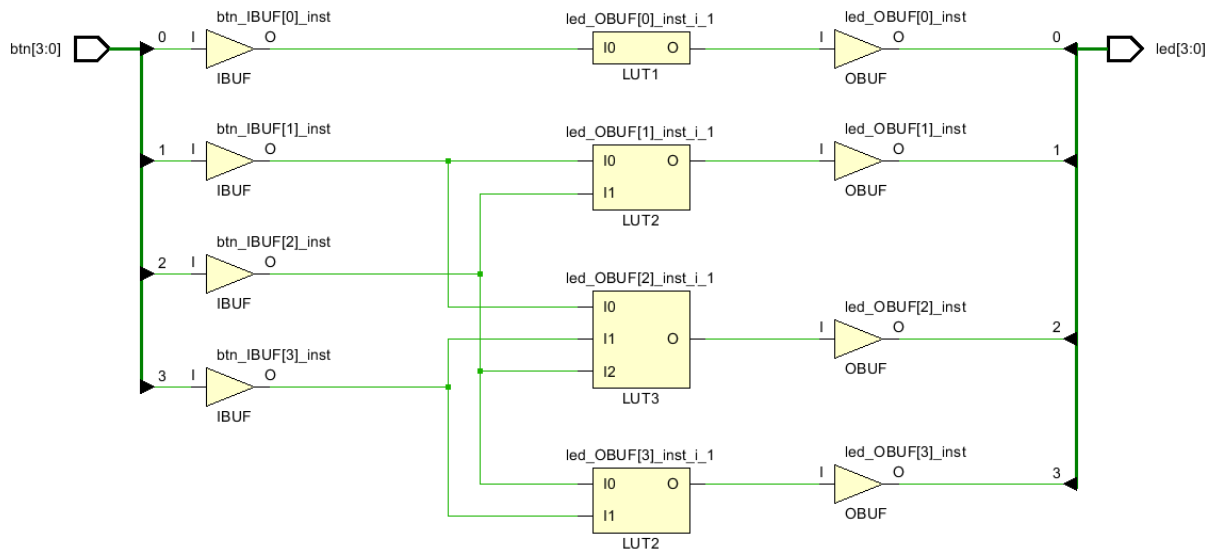 btn[3:0]
0
I
btn_IBUF[0]_inst
O
IBUF
led_OBUF[0]_inst_i_1
I0
O
LUT1
I
led_OBUF[0]_inst
O
OBUF
0
led[3:0]
1
I
btn_IBUF[1]_inst
O
IBUF
led_OBUF[1]_inst_i_1
I0
O
I1
LUT2
I
led_OBUF[1]_inst
O
OBUF
1
2
I
btn_IBUF[2]_inst
O
IBUF
led_OBUF[2]_inst_i_1
I0
I1
O
I2
LUT3
I
led_OBUF[2]_inst
O
OBUF
2
3
I
btn_IBUF[3]_inst
O
IBUF
led_OBUF[3]_inst_i_1
I0
O
I1
LUT2
I
led_OBUF[3]_inst
O
OBUF
3